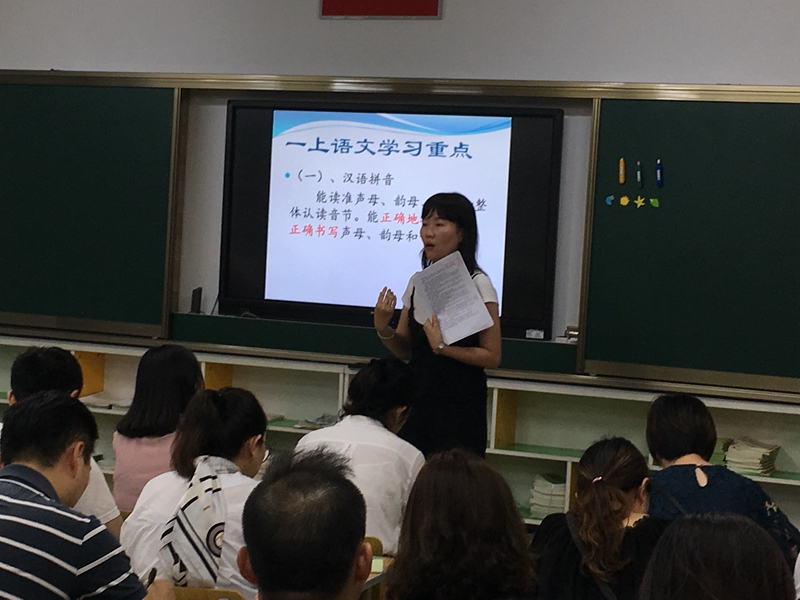 一上语文学习重点
（一）、汉语拼音
能读准声母、韵母 整
体认读音节。能正确地
正确书写声母、韵母和